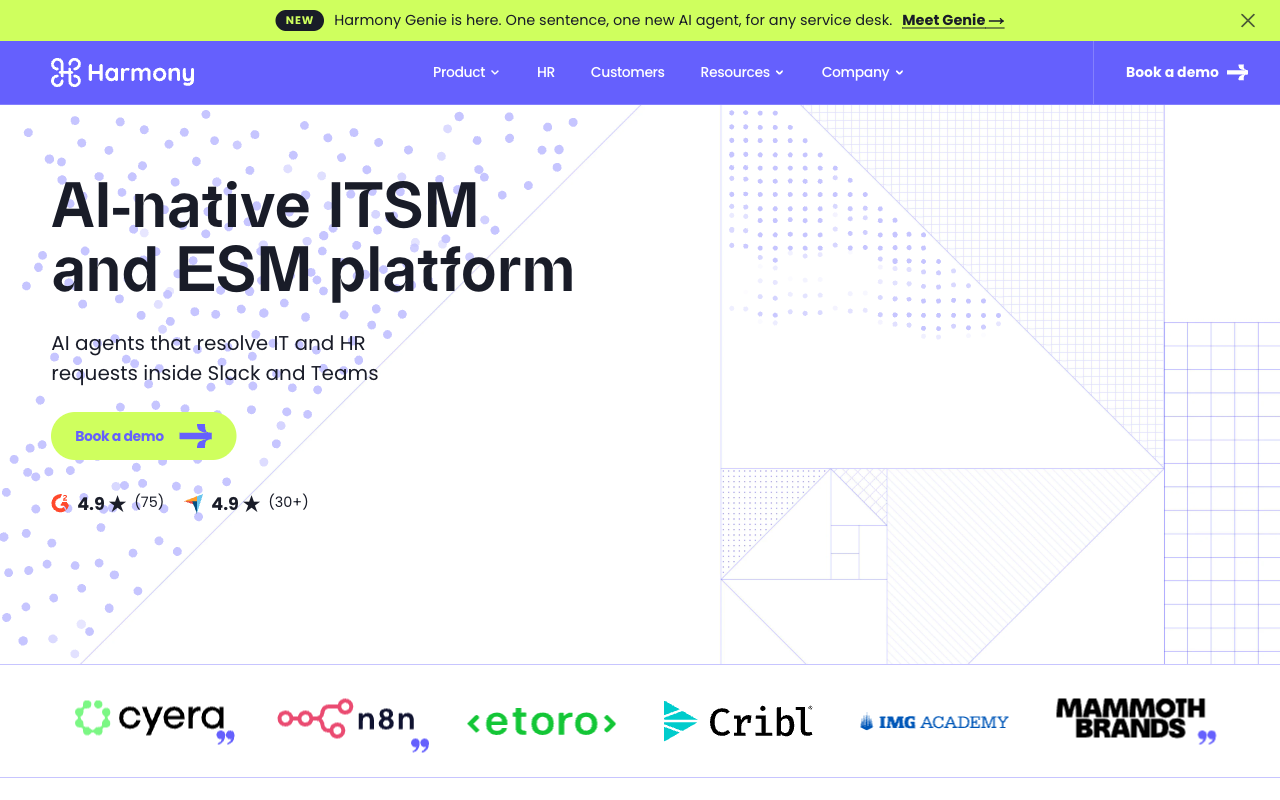 NEW Harmony Genie is here. One sentence, one new AI agent, for any service desk. Meet Genie →
Harmony Product HR Customers Resources Company Book a demo
AI-native ITSM
and ESM platform
AI agents that resolve IT and HR
requests inside Slack and Teams
Book a demo
4.9 ★ (75) 4.9 ★ (30+)
cyera n8n <etoro> Cribl® IMG ACADEMY MAMMOTH BRANDS